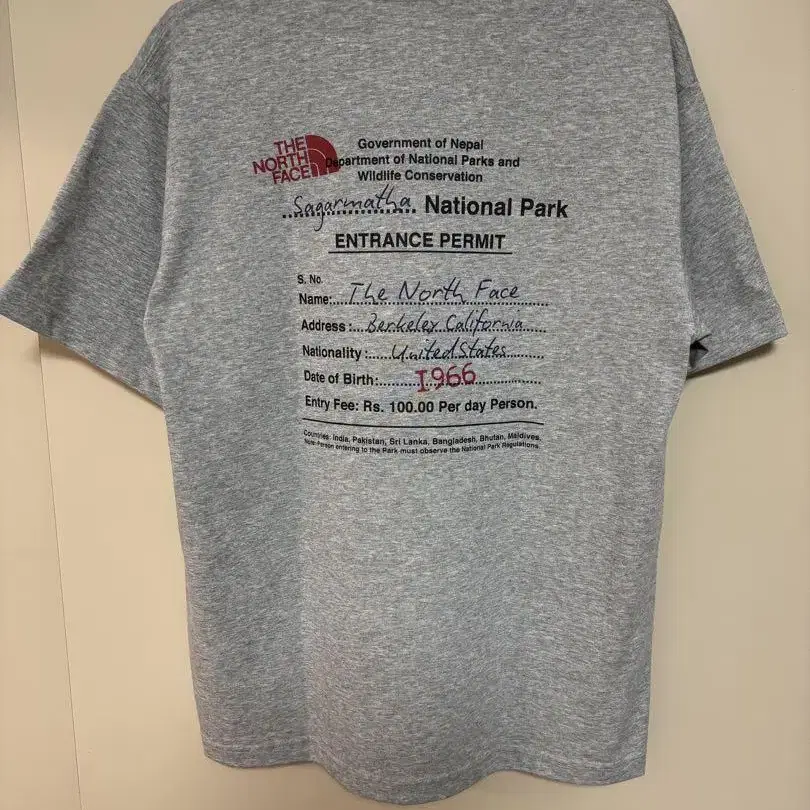 THE
NORTH
FACE
Government of Nepal
Department of National Parks and
Wildlife Conservation
Sagarmatha National Park
ENTRANCE PERMIT
S. No.
Name:....The North Face
Address:...Berkeley California
Nationality:....United States
Date of Birth:......1966
Entry Fee: Rs. 100.00 Per day Person.
Countries: India, Pakistan, Sri Lanka, Bangladesh, Bhutan, Maldives.
Note: Person entering to the Park must observe the National Park Regulations.